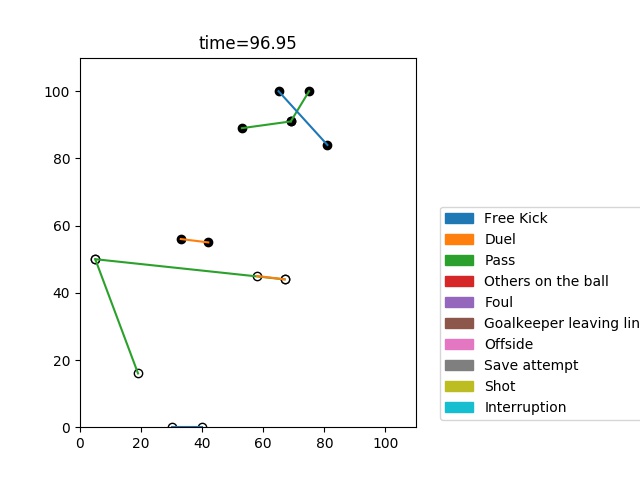 time=96.95
100
80
60
40
20
0
0 20 40 60 80 100
Free Kick
Duel
Pass
Others on the ball
Foul
Goalkeeper leaving lin
Offside
Save attempt
Shot
Interruption